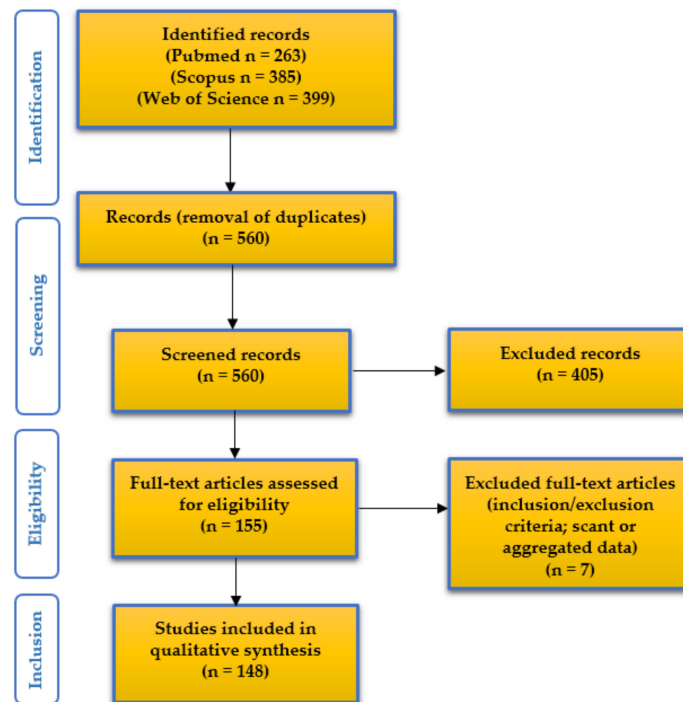 Identification
Identified records
(Pubmed n = 263)
(Scopus n = 385)
(Web of Science n = 399)
Screening
Records (removal of duplicates)
(n = 560)
Screened records
(n = 560)
Excluded records
(n = 405)
Eligibility
Full-text articles assessed
for eligibility
(n = 155)
Excluded full-text articles
(inclusion/exclusion
criteria; scant or
aggregated data)
(n = 7)
Inclusion
Studies included in
qualitative synthesis
(n = 148)